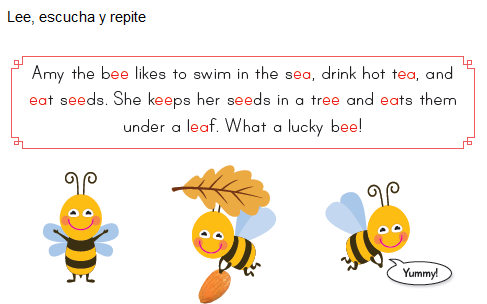 Lee, escucha y repite
Amy the bee likes to swim in the sea, drink hot tea, and
eat seeds. She keeps her seeds in a tree and eats them
under a leaf. What a lucky bee!
Yummy!